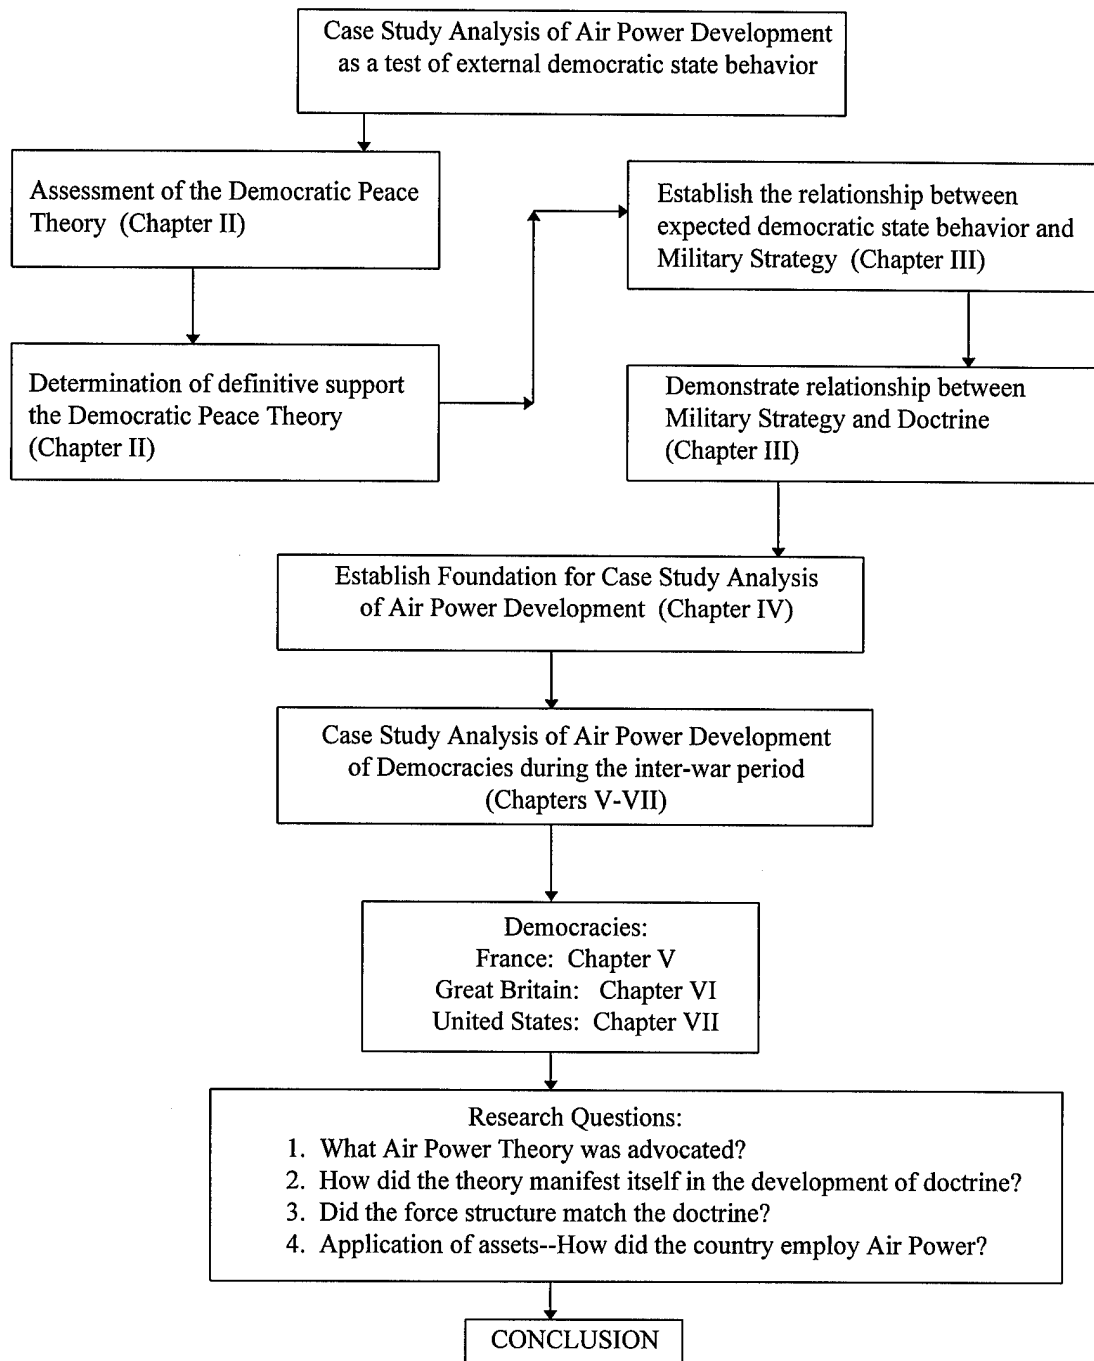 Case Study Analysis of Air Power Development
as a test of external democratic state behavior
Assessment of the Democratic Peace
Theory (Chapter II)
Determination of definitive support
the Democratic Peace Theory
(Chapter II)
Establish the relationship between
expected democratic state behavior and
Military Strategy (Chapter III)
Demonstrate relationship between
Military Strategy and Doctrine
(Chapter III)
Establish Foundation for Case Study Analysis
of Air Power Development (Chapter IV)
Case Study Analysis of Air Power Development
of Democracies during the inter-war period
(Chapters V-VII)
Democracies:
France: Chapter V
Great Britain: Chapter VI
United States: Chapter VII
Research Questions:
1. What Air Power Theory was advocated?
2. How did the theory manifest itself in the development of doctrine?
3. Did the force structure match the doctrine?
4. Application of assets--How did the country employ Air Power?
CONCLUSION